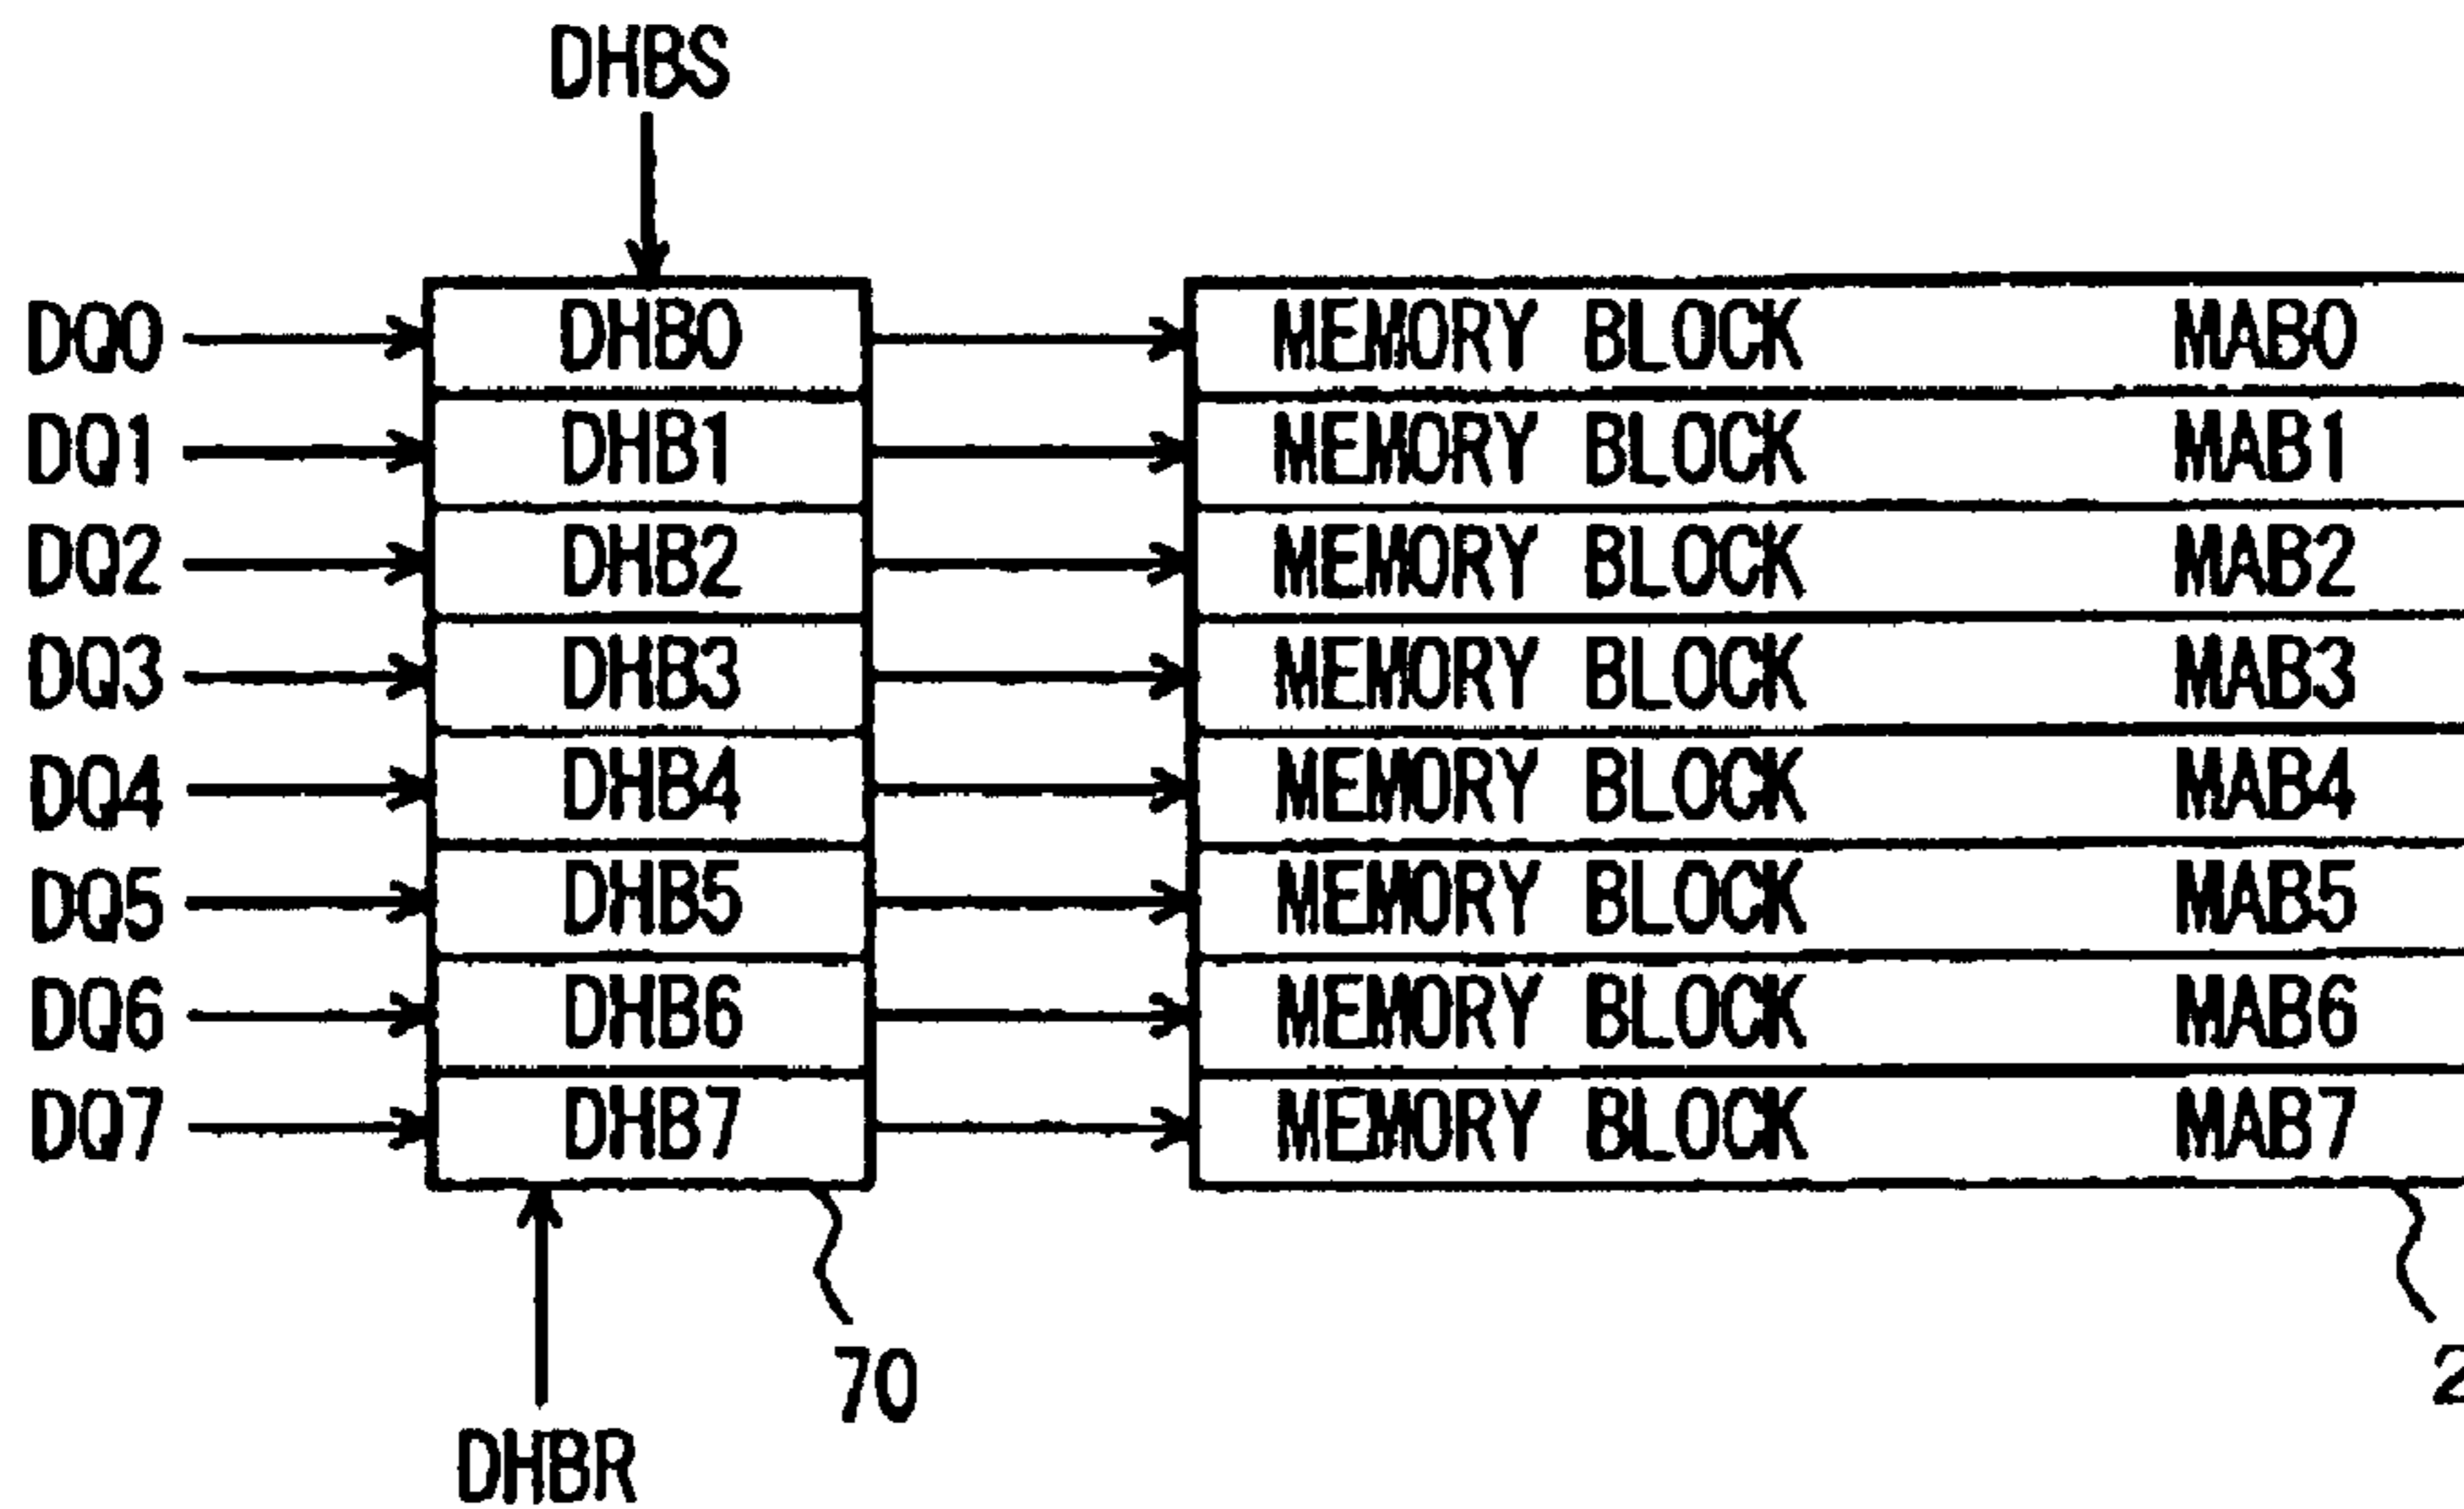 DHBS
DQ0 DHB0 MEMORY BLOCK MAB0
DQ1 DHB1 MEMORY BLOCK MAB1
DQ2 DHB2 MEMORY BLOCK MAB2
DQ3 DHB3 MEMORY BLOCK MAB3
DQ4 DHB4 MEMORY BLOCK MAB4
DQ5 DHB5 MEMORY BLOCK MAB5
DQ6 DHB6 MEMORY BLOCK MAB6
DQ7 DHB7 MEMORY BLOCK MAB7
70
DHBR